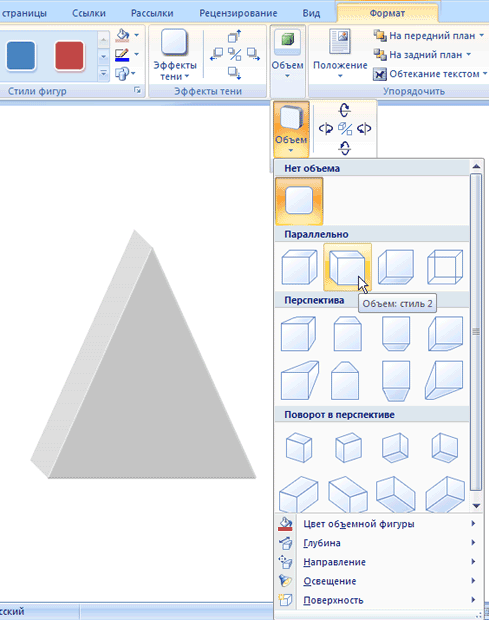 страницы Ссылки Рассылки Рецензирование Вид Формат
Эффекты тени
Объем
Положение
На передний план
На задний план
Обтекание текстом
Стили фигур Эффекты тени Упорядочить
Объем
Нет объема
Параллельно
Объем: стиль 2
Перспектива
Поворот в перспективе
Цвет объемной фигуры
Глубина
Направление
Освещение
Поверхность
сский